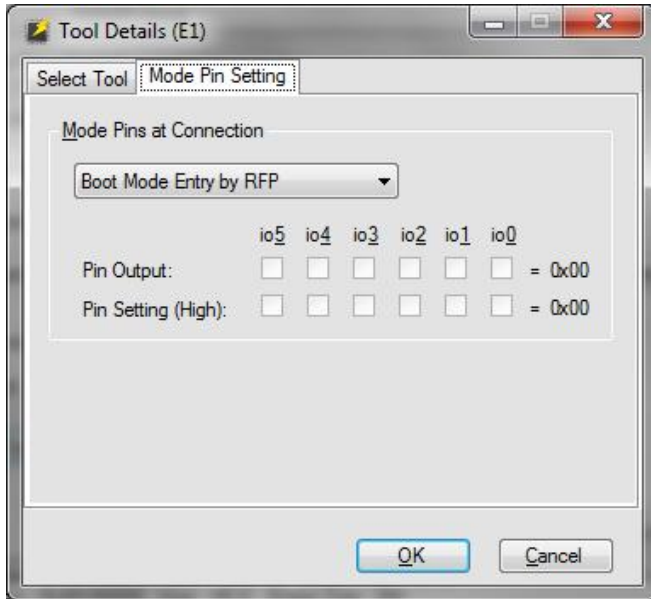 Tool Details (E1)
Select Tool Mode Pin Setting
Mode Pins at Connection
Boot Mode Entry by RFP
io5 io4 io3 io2 io1 io0
Pin Output: = 0x00
Pin Setting (High): = 0x00
OK Cancel